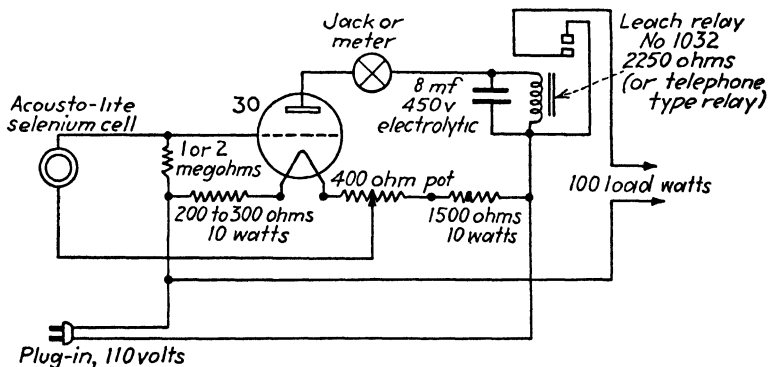 Jack or
meter
Leach relay
No 1032
2250 ohms
(or telephone
type relay)
8 mf
450 v
electrolytic
30
Acousto-lite
selenium cell
1 or 2
megohms
400 ohm pot
200 to 300 ohms
10 watts
1500 ohms
10 watts
100 load watts
Plug-in, 110 volts